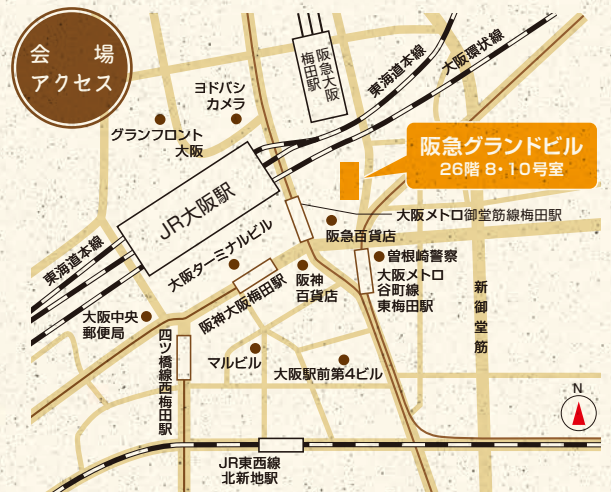 会場
アクセス
阪急大阪
梅田駅
東海道本線
大阪環状線
ヨドバシ
カメラ
グランフロント
大阪
阪急グランドビル
26階 8・10号室
JR大阪駅
大阪メトロ御堂筋線梅田駅
阪急百貨店
東海道本線
大阪ターミナルビル
曽根崎警察
大阪メトロ
谷町線
東梅田駅
阪神
百貨店
阪神大阪梅田駅
新御堂筋
大阪中央
郵便局
四ツ橋線西梅田駅
マルビル
大阪駅前第4ビル
N
JR東西線
北新地駅